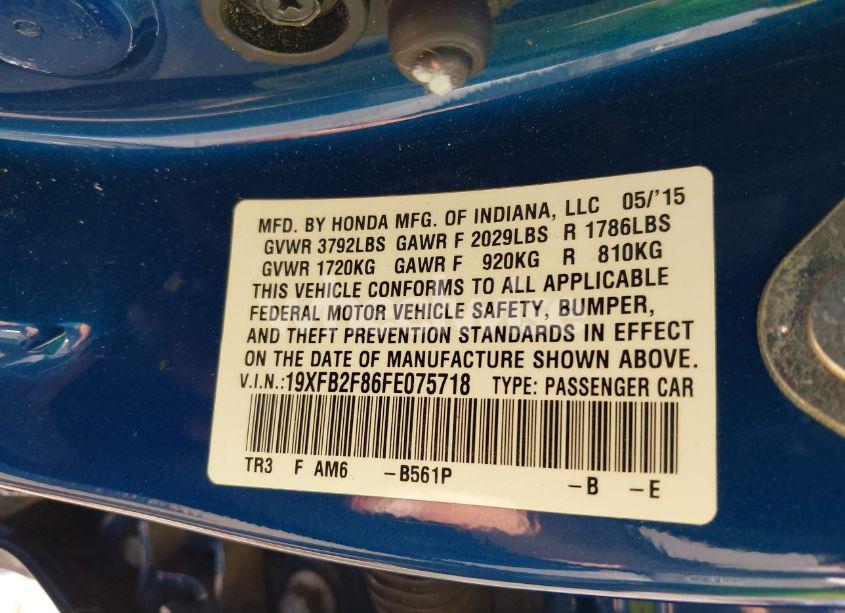 MFD. BY HONDA MFG. OF INDIANA, LLC 05/'15
GVWR 3792LBS GAWR F 2029LBS R 1786LBS
GVWR 1720KG GAWR F 920KG R 810KG
THIS VEHICLE CONFORMS TO ALL APPLICABLE
FEDERAL MOTOR VEHICLE SAFETY, BUMPER,
AND THEFT PREVENTION STANDARDS IN EFFECT
ON THE DATE OF MANUFACTURE SHOWN ABOVE.
V.I.N.:19XFB2F86FE075718 TYPE: PASSENGER CAR
TR3 F AM6 -B561P -B -E